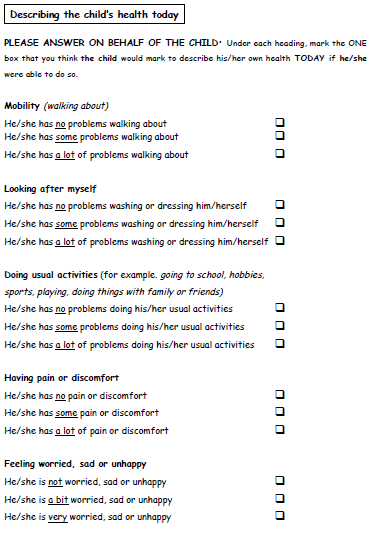 Describing the child's health today
PLEASE ANSWER ON BEHALF OF THE CHILD. Under each heading, mark the ONE
box that you think the child would mark to describe his/her own health TODAY if he/she
were able to do so.
Mobility (walking about)
He/she has no problems walking about ❑
He/she has some problems walking about ❑
He/she has a lot of problems walking about ❑
Looking after myself
He/she has no problems washing or dressing him/herself ❑
He/she has some problems washing or dressing him/herself ❑
He/she has a lot of problems washing or dressing him/herself ❑
Doing usual activities (for example. going to school, hobbies,
sports, playing, doing things with family or friends)
He/she has no problems doing his/her usual activities ❑
He/she has some problems doing his/her usual activities ❑
He/she has a lot of problems doing his/her usual activities ❑
Having pain or discomfort
He/she has no pain or discomfort ❑
He/she has some pain or discomfort ❑
He/she has a lot of pain or discomfort ❑
Feeling worried, sad or unhappy
He/she is not worried, sad or unhappy ❑
He/she is a bit worried, sad or unhappy ❑
He/she is very worried, sad or unhappy ❑